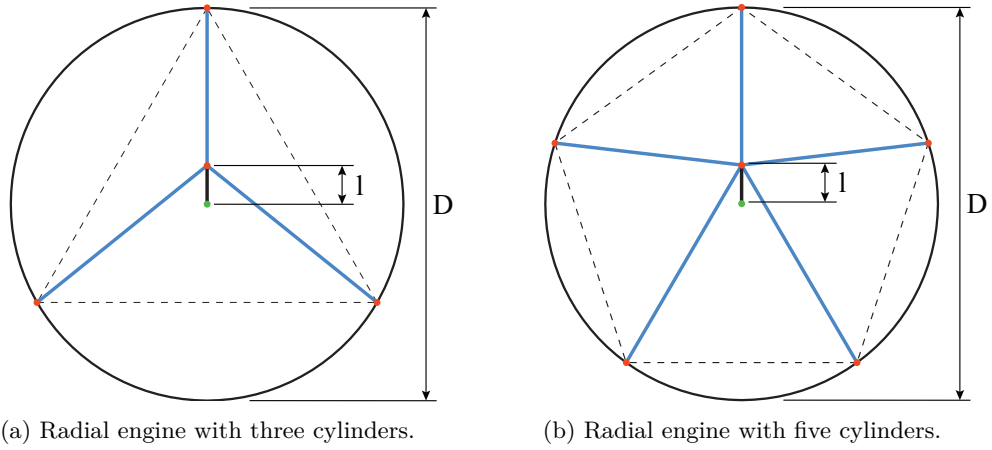 l
D
l
D
(a) Radial engine with three cylinders.
(b) Radial engine with five cylinders.